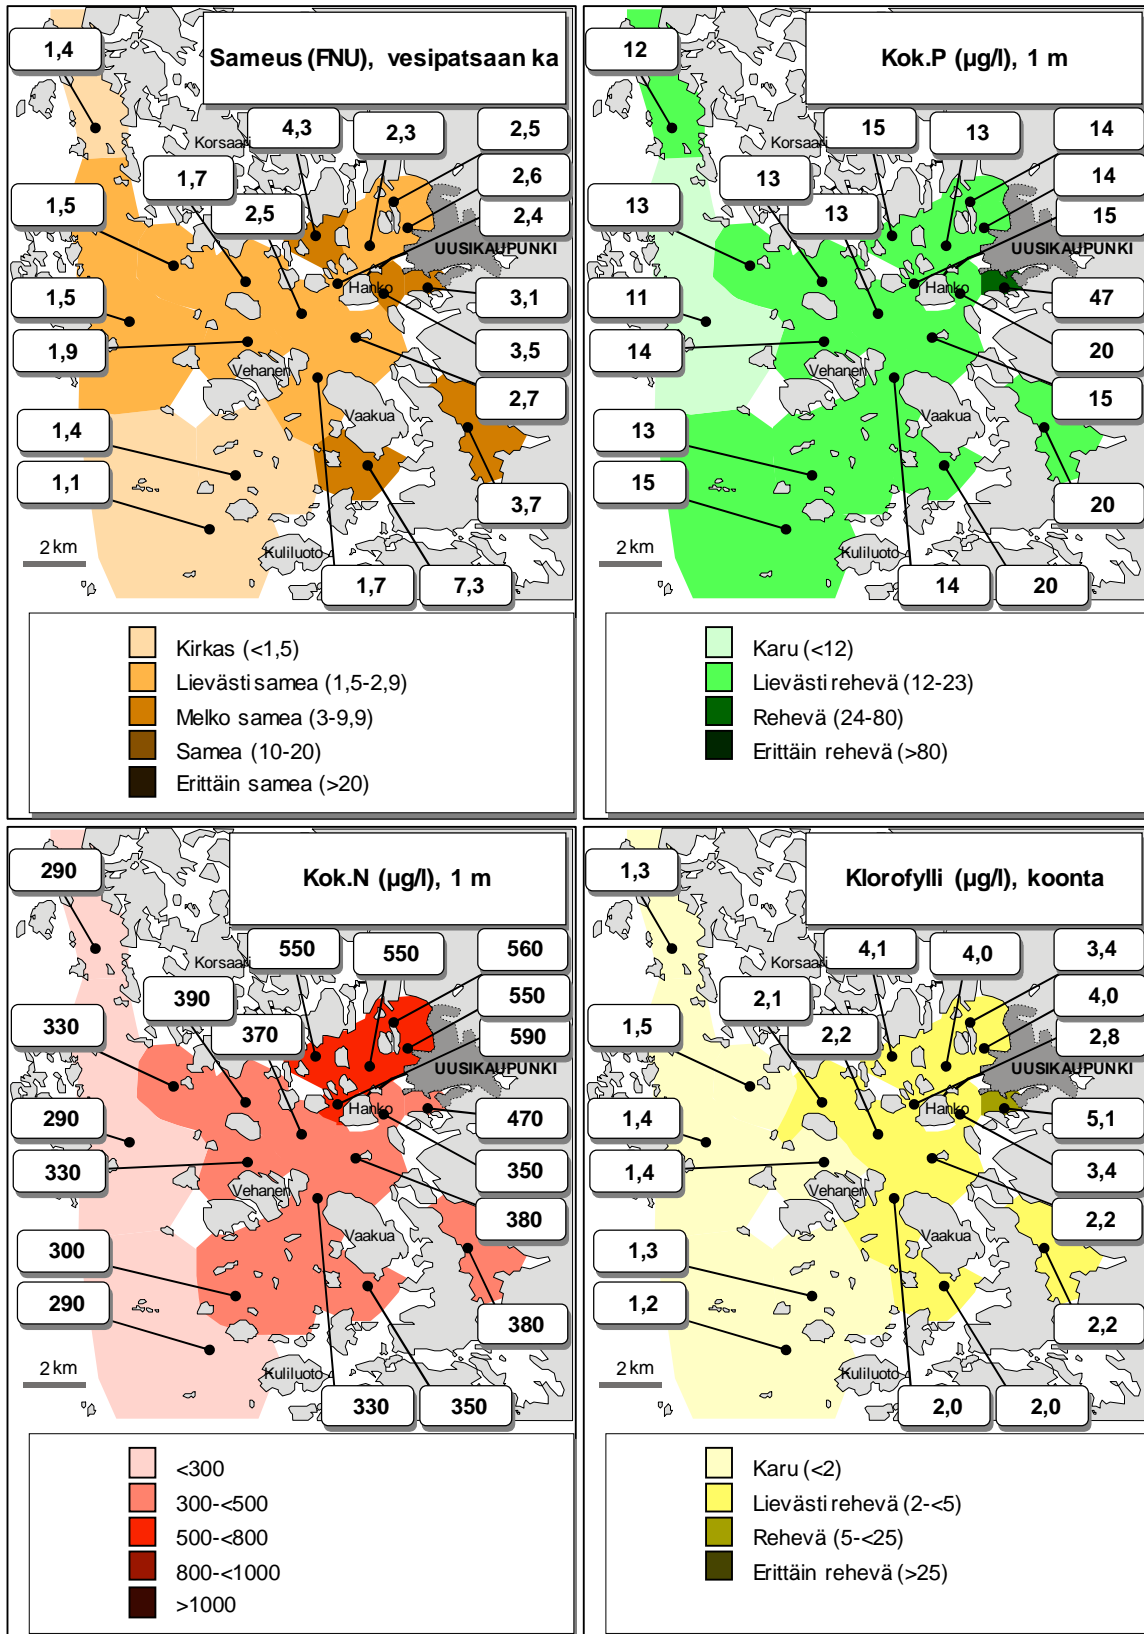 Sameus (FNU), vesipatsaan ka
1,4
4,3
2,3
2,5
Korsaari
1,7
2,6
1,5
2,5
2,4
UUSIKAUPUNKI
Hanko
1,5
3,1
1,9
3,5
Vehanen
2,7
Vaakua
1,4
1,1
3,7
2 km
Kuliluoto
1,7
7,3
Kirkas (<1,5)
Lievästi samea (1,5-2,9)
Melko samea (3-9,9)
Samea (10-20)
Erittäin samea (>20)
Kok.P (µg/l), 1 m
12
15
13
14
Korsaari
13
14
13
13
15
UUSIKAUPUNKI
Hanko
11
47
14
20
Vehanen
15
Vaakua
13
15
20
2 km
Kuliluoto
14
20
Karu (<12)
Lievästi rehevä (12-23)
Rehevä (24-80)
Erittäin rehevä (>80)
Kok.N (µg/l), 1 m
290
550
550
560
Korsaari
390
550
330
370
590
UUSIKAUPUNKI
Hanko
290
470
330
350
Vehanen
380
Vaakua
300
290
380
2 km
Kuliluoto
330
350
<300
300-<500
500-<800
800-<1000
>1000
Klorofylli (µg/l), koonta
1,3
4,1
4,0
3,4
Korsaari
2,1
4,0
1,5
2,2
2,8
UUSIKAUPUNKI
Hanko
1,4
5,1
1,4
3,4
Vehanen
2,2
Vaakua
1,3
1,2
2,2
2 km
Kuliluoto
2,0
2,0
Karu (<2)
Lievästi rehevä (2-<5)
Rehevä (5-<25)
Erittäin rehevä (>25)